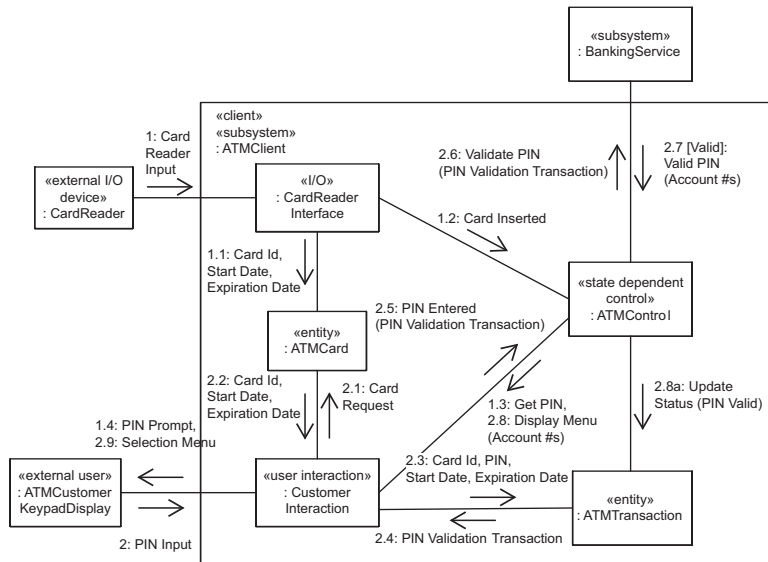 «subsystem»
: BankingService
«client»
«subsystem»
: ATMClient
1: Card
Reader
Input
2.6: Validate PIN
(PIN Validation Transaction)
2.7 [Valid]:
Valid PIN
(Account #s)
«external I/O
device»
: CardReader
«I/O»
: CardReader
Interface
1.2: Card Inserted
1.1: Card Id,
Start Date,
Expiration Date
«state dependent
control»
: ATMControl
2.5: PIN Entered
(PIN Validation Transaction)
«entity»
: ATMCard
2.2: Card Id,
Start Date,
Expiration Date
2.1: Card
Request
1.3: Get PIN,
2.8: Display Menu
(Account #s)
2.8a: Update
Status (PIN Valid)
1.4: PIN Prompt,
2.9: Selection Menu
2.3: Card Id, PIN,
Start Date, Expiration Date
«external user»
: ATMCustomer
KeypadDisplay
«user interaction»
: Customer
Interaction
«entity»
: ATMTransaction
2: PIN Input
2.4: PIN Validation Transaction